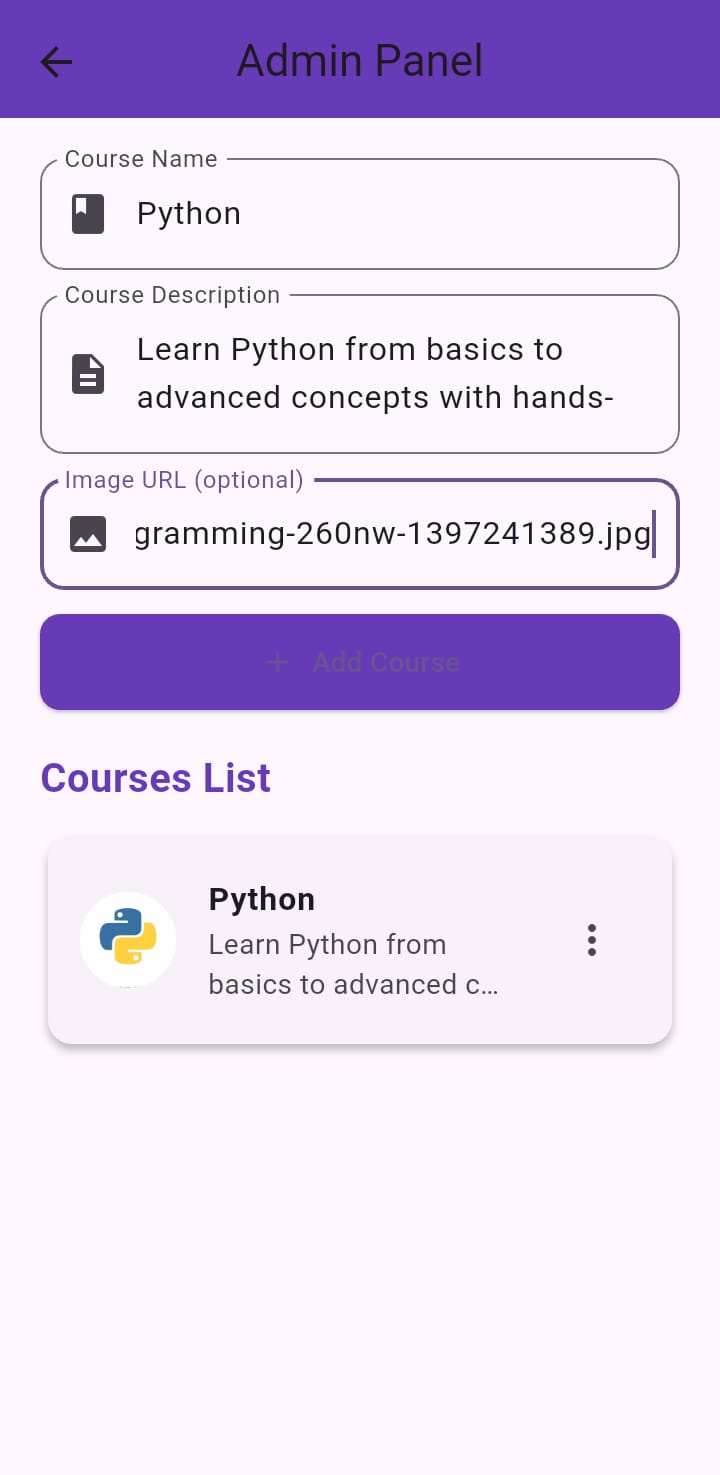 Admin Panel
Course Name
Python
Course Description
Learn Python from basics to
advanced concepts with hands-
Image URL (optional)
gramming-260nw-1397241389.jpg
+ Add Course
Courses List
Python
Learn Python from
basics to advanced c...